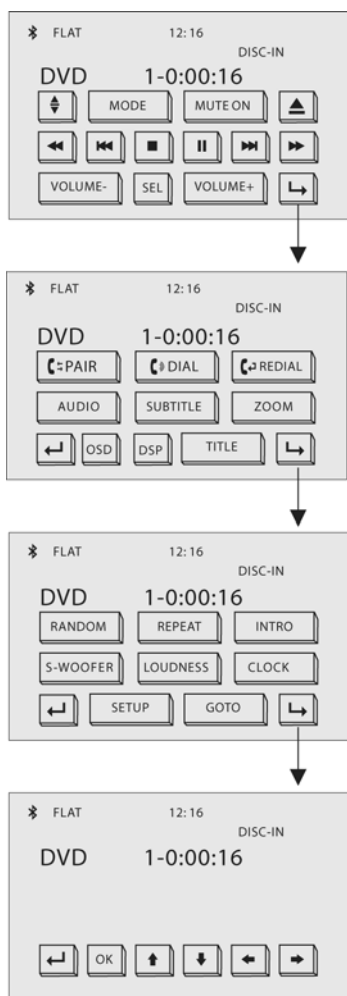 FLAT 12:16
DISC-IN
DVD 1-0:00:16
MODE MUTE ON
VOLUME- SEL VOLUME+
FLAT 12:16
DISC-IN
DVD 1-0:00:16
PAIR DIAL REDIAL
AUDIO SUBTITLE ZOOM
OSD DSP TITLE
FLAT 12:16
DISC-IN
DVD 1-0:00:16
RANDOM REPEAT INTRO
S-WOOFER LOUDNESS CLOCK
SETUP GOTO
FLAT 12:16
DISC-IN
DVD 1-0:00:16
OK